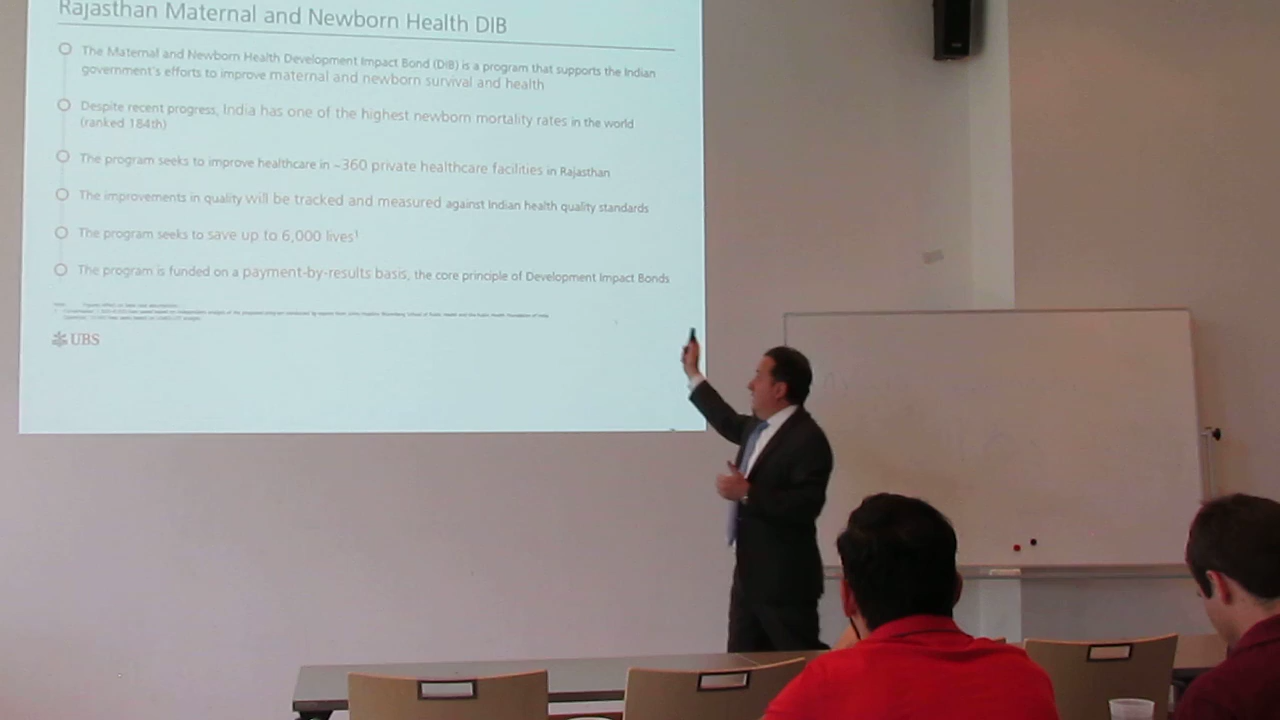 Rajasthan Maternal and Newborn Health DIB
The Maternal and Newborn Health Development Impact Bond (DIB) is a program that supports the Indian
government's efforts to improve maternal and newborn survival and health
Despite recent progress, India has one of the highest newborn mortality rates in the world
(ranked 184th)
The program seeks to improve healthcare in ~360 private healthcare facilities in Rajasthan
The improvements in quality will be tracked and measured against Indian health quality standards
The program seeks to save up to 6,000 lives¹
The program is funded on a payment-by-results basis, the core principle of Development Impact Bonds
UBS